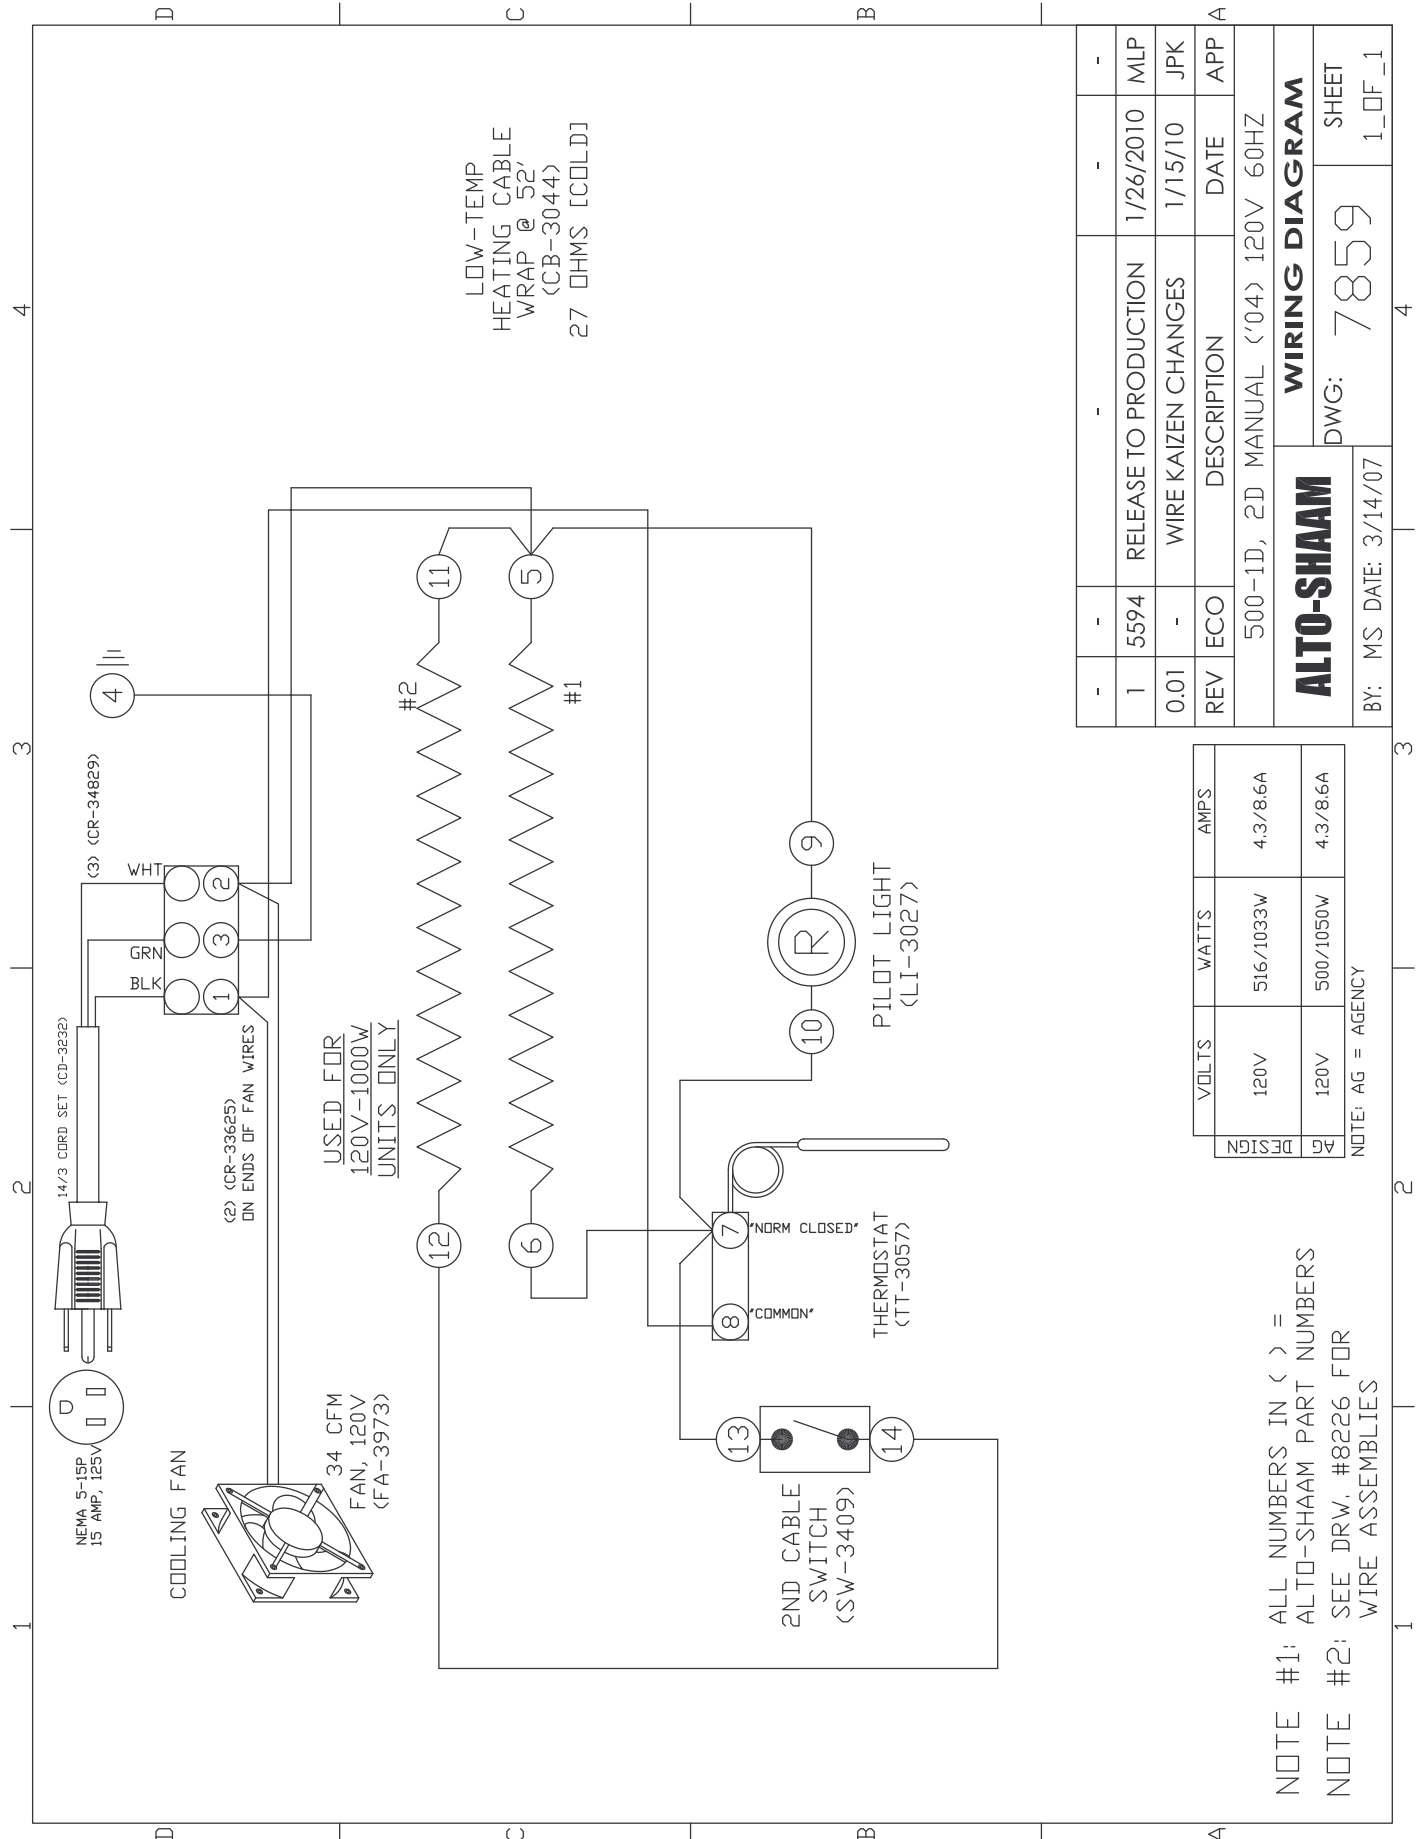 D
C
B
A
1
2
3
4
NEMA 5-15P
15 AMP, 125V
14/3 CORD SET (CD-3232)
(3) (CR-34829)
BLK
GRN
WHT
1
3
2
4
(2) (CR-33625)
ON ENDS OF FAN WIRES
COOLING FAN
34 CFM
FAN, 120V
(FA-3973)
USED FOR
120V-1000W
UNITS ONLY
#2
#1
12
11
6
5
LOW-TEMP
HEATING CABLE
WRAP @ 52'
(CB-3044)
27 OHMS [COLD]
8
7
"COMMON"
"NORM CLOSED"
THERMOSTAT
(TT-3057)
13
14
2ND CABLE
SWITCH
(SW-3409)
10
R
9
PILOT LIGHT
(LI-3027)
VOLTS WATTS AMPS
DESIGN 120V 516/1033W 4.3/8.6A
AG 120V 500/1050W 4.3/8.6A
NOTE: AG = AGENCY
NOTE #1: ALL NUMBERS IN ( ) =
ALTO-SHAAM PART NUMBERS
NOTE #2: SEE DRW. #8226 FOR
WIRE ASSEMBLIES
- - - - -
1 5594 RELEASE TO PRODUCTION 1/26/2010 MLP
0.01 - WIRE KAIZEN CHANGES 1/15/10 JPK
REV ECO DESCRIPTION DATE APP
500-1D, 2D MANUAL ('04) 120V 60HZ
ALTO-SHAAM
WIRING DIAGRAM
BY: MS DATE: 3/14/07
DWG: 7859
SHEET
1_OF_1
D
C
B
A
1
2
3
4